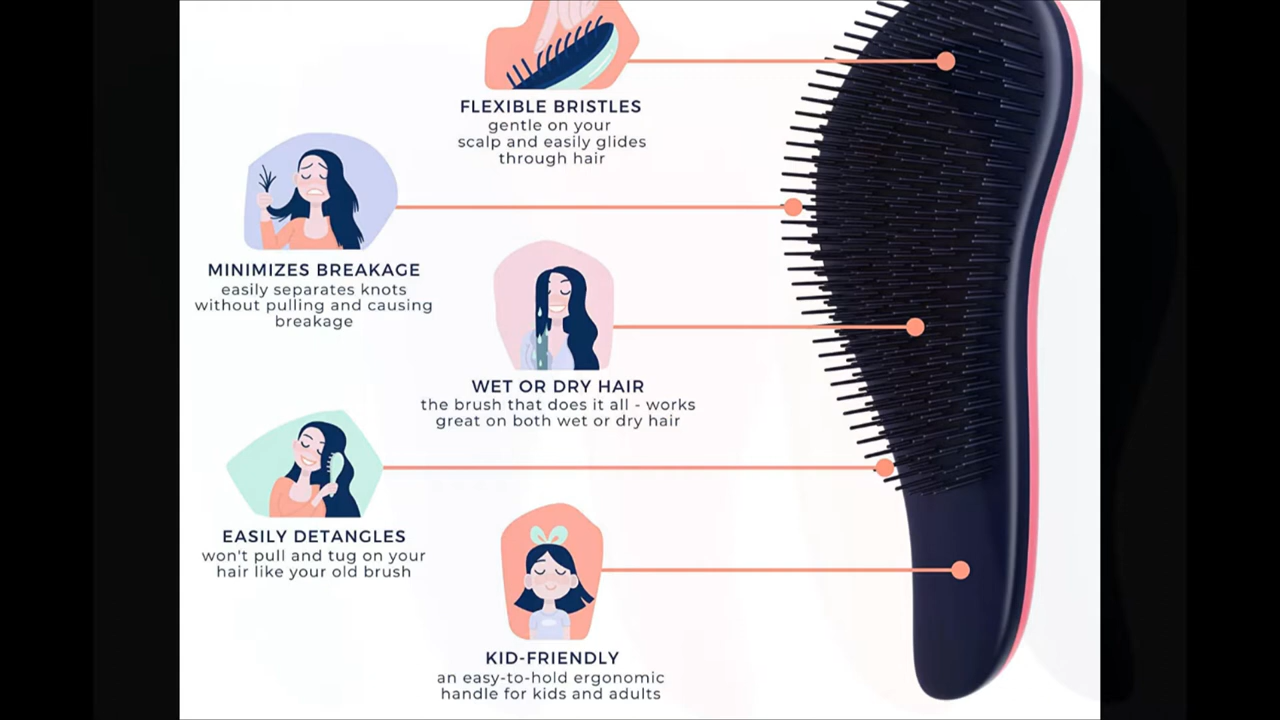 FLEXIBLE BRISTLES
gentle on your
scalp and easily glides
through hair
MINIMIZES BREAKAGE
easily separates knots
without pulling and causing
breakage
WET OR DRY HAIR
the brush that does it all - works
great on both wet or dry hair
EASILY DETANGLES
won't pull and tug on your
hair like your old brush
KID-FRIENDLY
an easy-to-hold ergonomic
handle for kids and adults